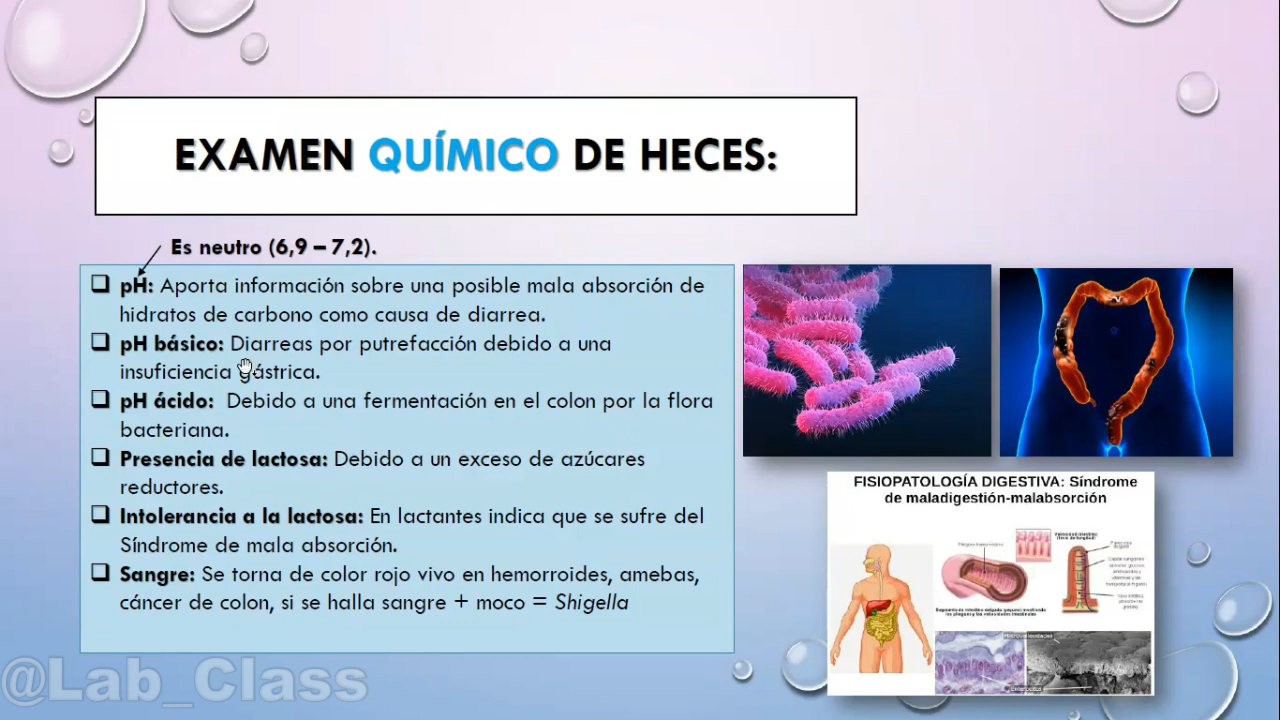 EXAMEN QUÍMICO DE HECES:
Es neutro (6,9 – 7,2).
❑ pH: Aporta información sobre una posible mala absorción de
hidratos de carbono como causa de diarrea.
❑ pH básico: Diarreas por putrefacción debido a una
insuficiencia gástrica.
❑ pH ácido: Debido a una fermentación en el colon por la flora
bacteriana.
❑ Presencia de lactosa: Debido a un exceso de azúcares
reductores.
❑ Intolerancia a la lactosa: En lactantes indica que se sufre del
Síndrome de mala absorción.
❑ Sangre: Se torna de color rojo vivo en hemorroides, amebas,
cáncer de colon, si se halla sangre + moco = Shigella
FISIOPATOLOGÍA DIGESTIVA: Síndrome
de maladigestión-malabsorción
@Lab_Class